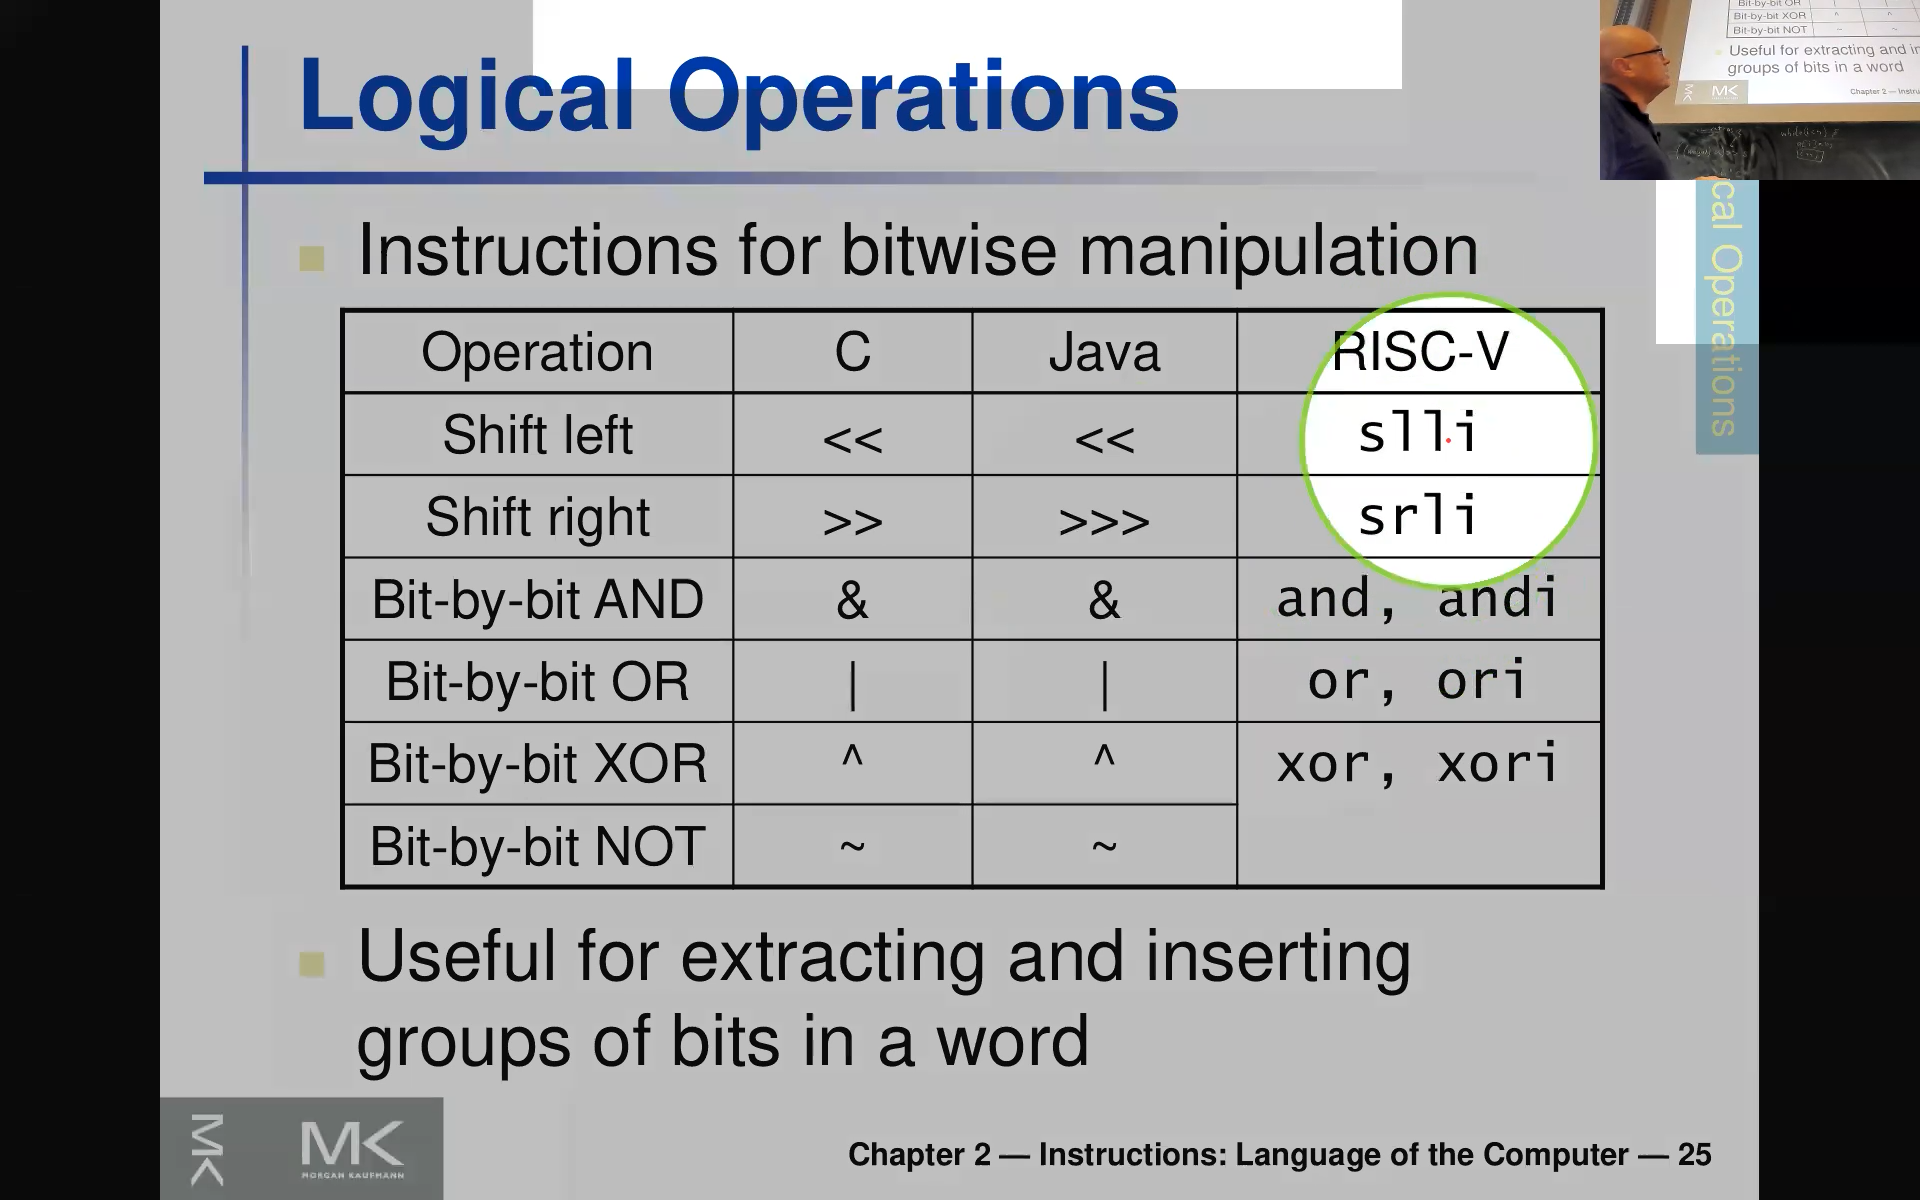 Logical Operations
Instructions for bitwise manipulation
Operation C Java RISC-V
Shift left << << slli
Shift right >> >>> srli
Bit-by-bit AND & & and, andi
Bit-by-bit OR | | or, ori
Bit-by-bit XOR ^ ^ xor, xori
Bit-by-bit NOT ~ ~
Useful for extracting and inserting
groups of bits in a word
MK
MK
MORGAN KAUFMANN
Chapter 2 — Instructions: Language of the Computer — 25
cal Operations
Bit-by-bit OR | |
Bit-by-bit XOR ^ ^
Bit-by-bit NOT ~ ~
Useful for extracting and in
groups of bits in a word
MK
MK
Chapter 2 — Instru